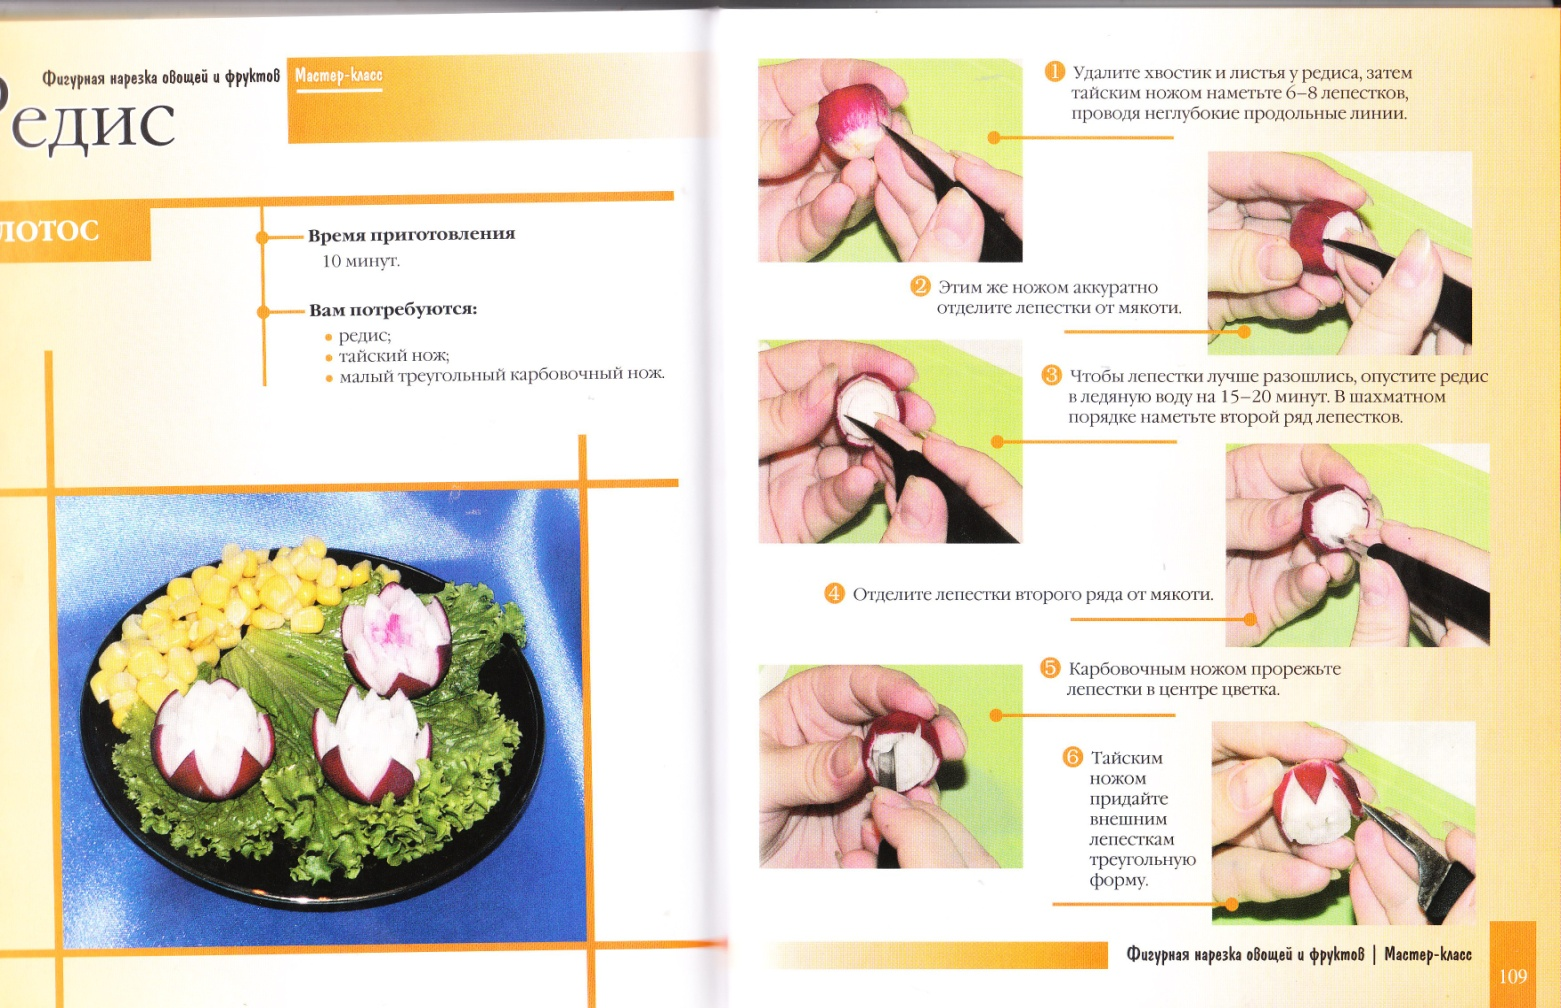 Фигурная нарезка овощей и фруктов Мастер-класс
Редис
ЛОТОС
Время приготовления
10 минут.
Вам потребуются:
• редис;
• тайский нож;
• малый треугольный карбовочный нож.
1 Удалите хвостик и листья у редиса, затем
тайским ножом наметьте 6–8 лепестков,
проводя неглубокие продольные линии.
2 Этим же ножом аккуратно
отделите лепестки от мякоти.
3 Чтобы лепестки лучше разошлись, опустите редис
в ледяную воду на 15–20 минут. В шахматном
порядке наметьте второй ряд лепестков.
4 Отделите лепестки второго ряда от мякоти.
5 Карбовочным ножом прорежьте
лепестки в центре цветка.
6 Тайским
ножом
придайте
внешним
лепесткам
треугольную
форму.
Фигурная нарезка овощей и фруктов | Мастер-класс
109